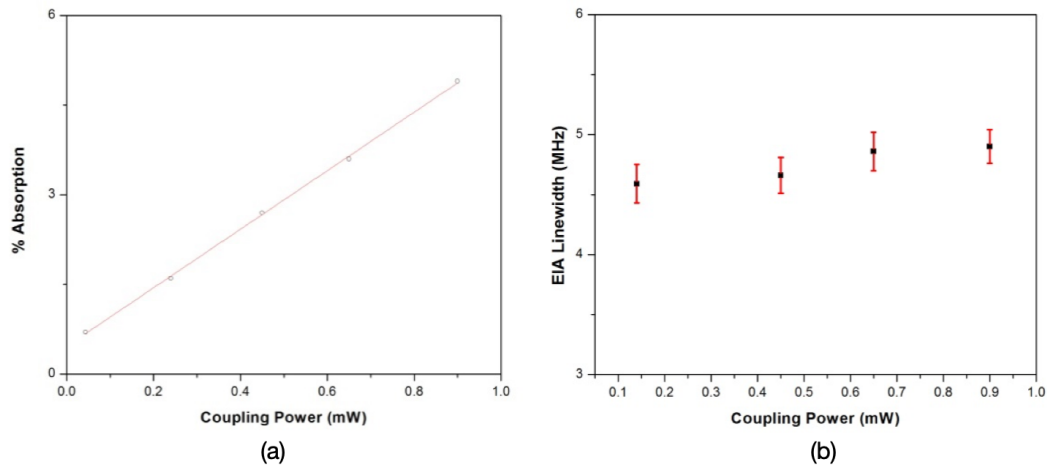 6
3
0
% Absorption
0.0 0.2 0.4 0.6 0.8 1.0
Coupling Power (mW)
(a)
6
5
4
3
EIA Linewidth (MHz)
0.1 0.2 0.3 0.4 0.5 0.6 0.7 0.8 0.9 1.0
Coupling Power (mW)
(b)